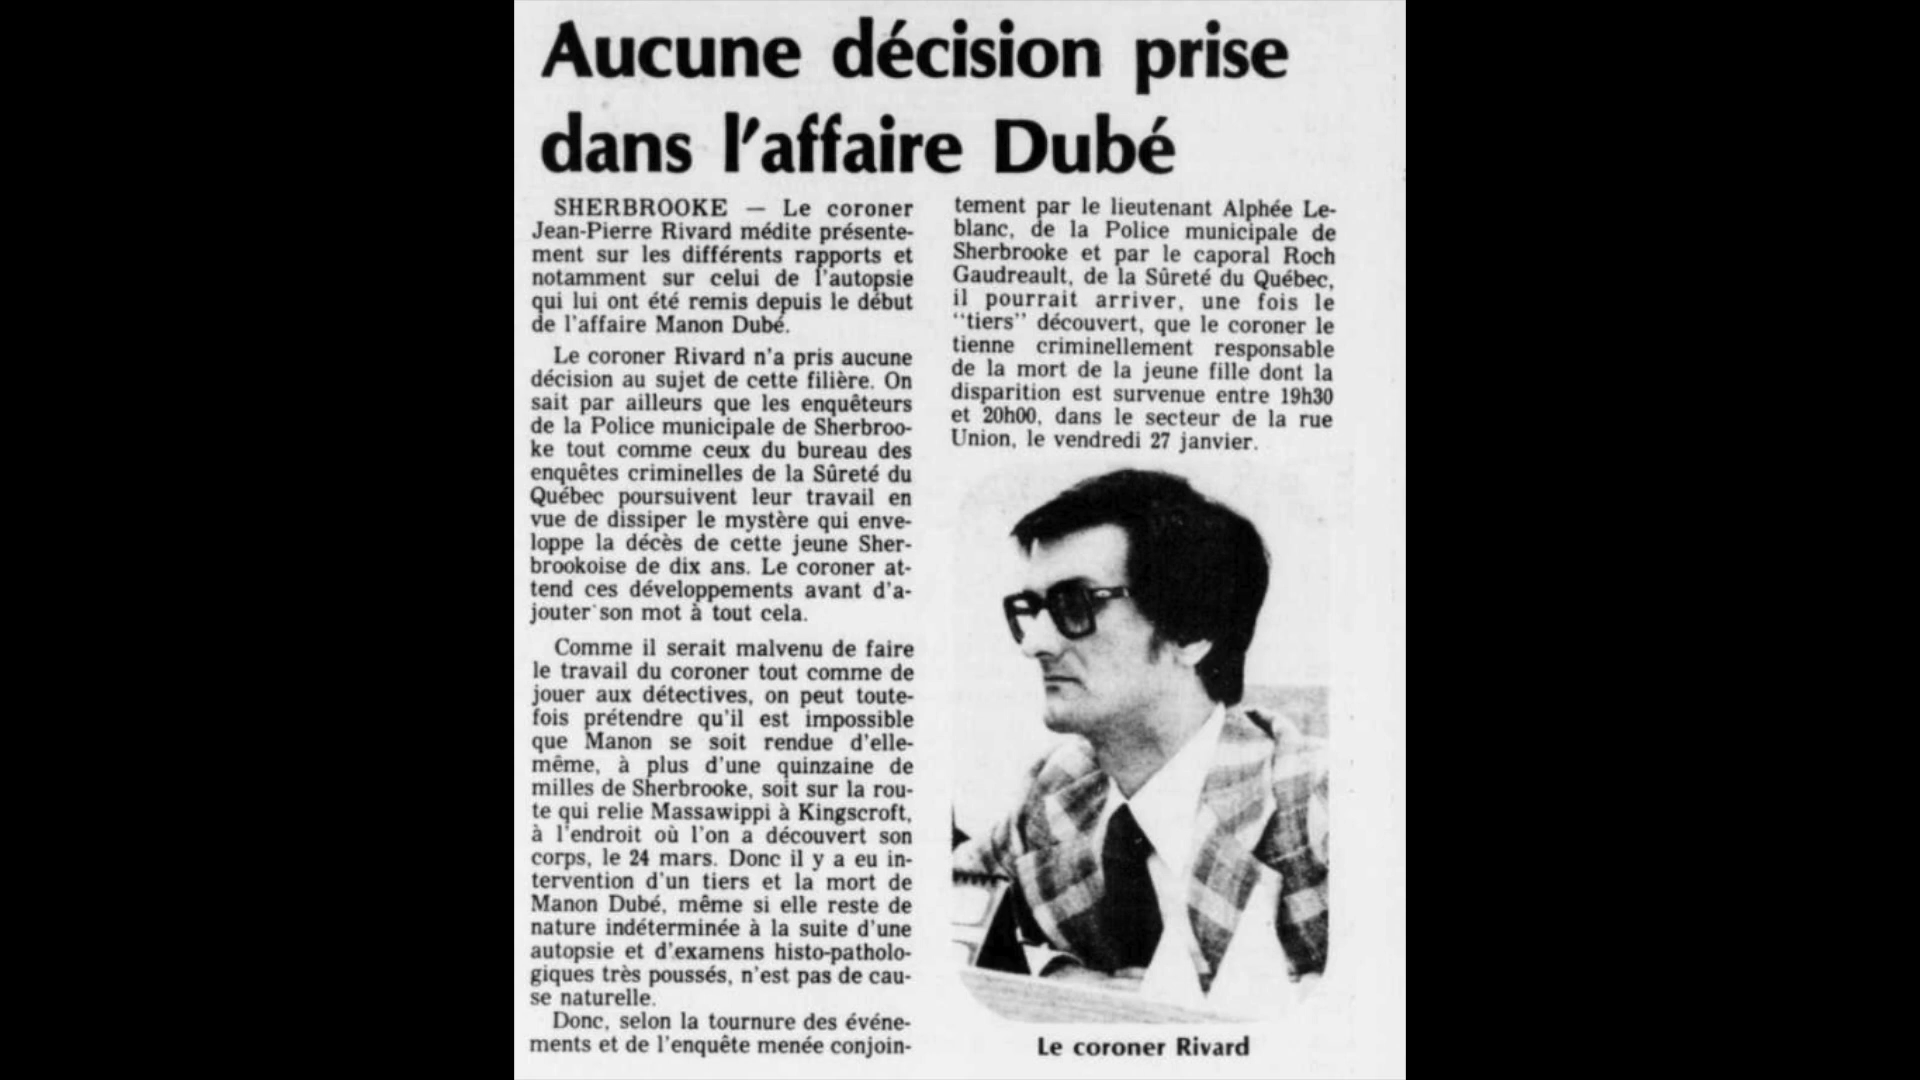 Aucune décision prise
dans l'affaire Dubé
SHERBROOKE — Le coroner
Jean-Pierre Rivard médite présente-
ment sur les différents rapports et
notamment sur celui de l'autopsie
qui lui ont été remis depuis le début
de l'affaire Manon Dubé.
Le coroner Rivard n'a pris aucune
décision au sujet de cette filière. On
sait par ailleurs que les enquêteurs
de la Police municipale de Sherbroo-
ke tout comme ceux du bureau des
enquêtes criminelles de la Sûreté du
Québec poursuivent leur travail en
vue de dissiper le mystère qui enve-
loppe la décès de cette jeune Sher-
brookoise de dix ans. Le coroner at-
tend ces développements avant d'a-
jouter son mot à tout cela.
Comme il serait malvenu de faire
le travail du coroner tout comme de
jouer aux détectives, on peut toute-
fois prétendre qu'il est impossible
que Manon se soit rendue d'elle-
même, à plus d'une quinzaine de
milles de Sherbrooke, soit sur la rou-
te qui relie Massawippi à Kingscroft,
à l'endroit où l'on a découvert son
corps, le 24 mars. Donc il y a eu in-
tervention d'un tiers et la mort de
Manon Dubé, même si elle reste de
nature indéterminée à la suite d'une
autopsie et d'examens histo-patholo-
giques très poussés, n'est pas de cau-
se naturelle.
Donc, selon la tournure des événe-
ments et de l'enquête menée conjoin-
tement par le lieutenant Alphée Le-
blanc, de la Police municipale de
Sherbrooke et par le caporal Roch
Gaudreault, de la Sûreté du Québec,
il pourrait arriver, une fois le
"tiers" découvert, que le coroner le
tienne criminellement responsable
de la mort de la jeune fille dont la
disparition est survenue entre 19h30
et 20h00, dans le secteur de la rue
Union, le vendredi 27 janvier.
Le coroner Rivard